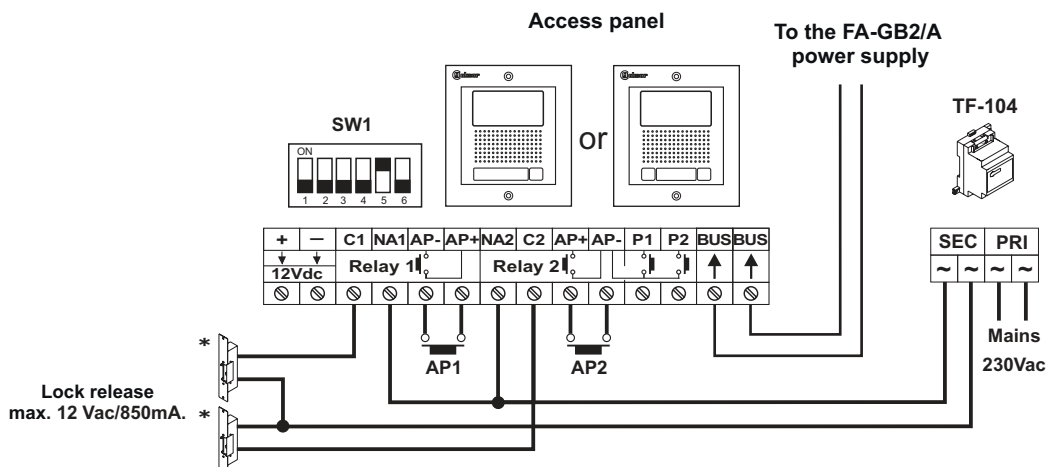 Access panel
To the FA-GB2/A
power supply
TF-104
SW1
or
ON
1 2 3 4 5 6
+ − C1 NA1 AP- AP+ NA2 C2 AP+ AP- P1 P2 BUS BUS
12Vdc
Relay 1
Relay 2
SEC PRI
~ ~ ~ ~
Mains
230Vac
AP1
AP2
*
Lock release
max. 12 Vac/850mA.
*